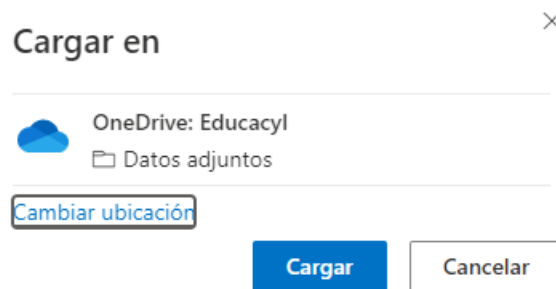 Cargar en
OneDrive: Educacyl
Datos adjuntos
Cambiar ubicación
Cargar
Cancelar